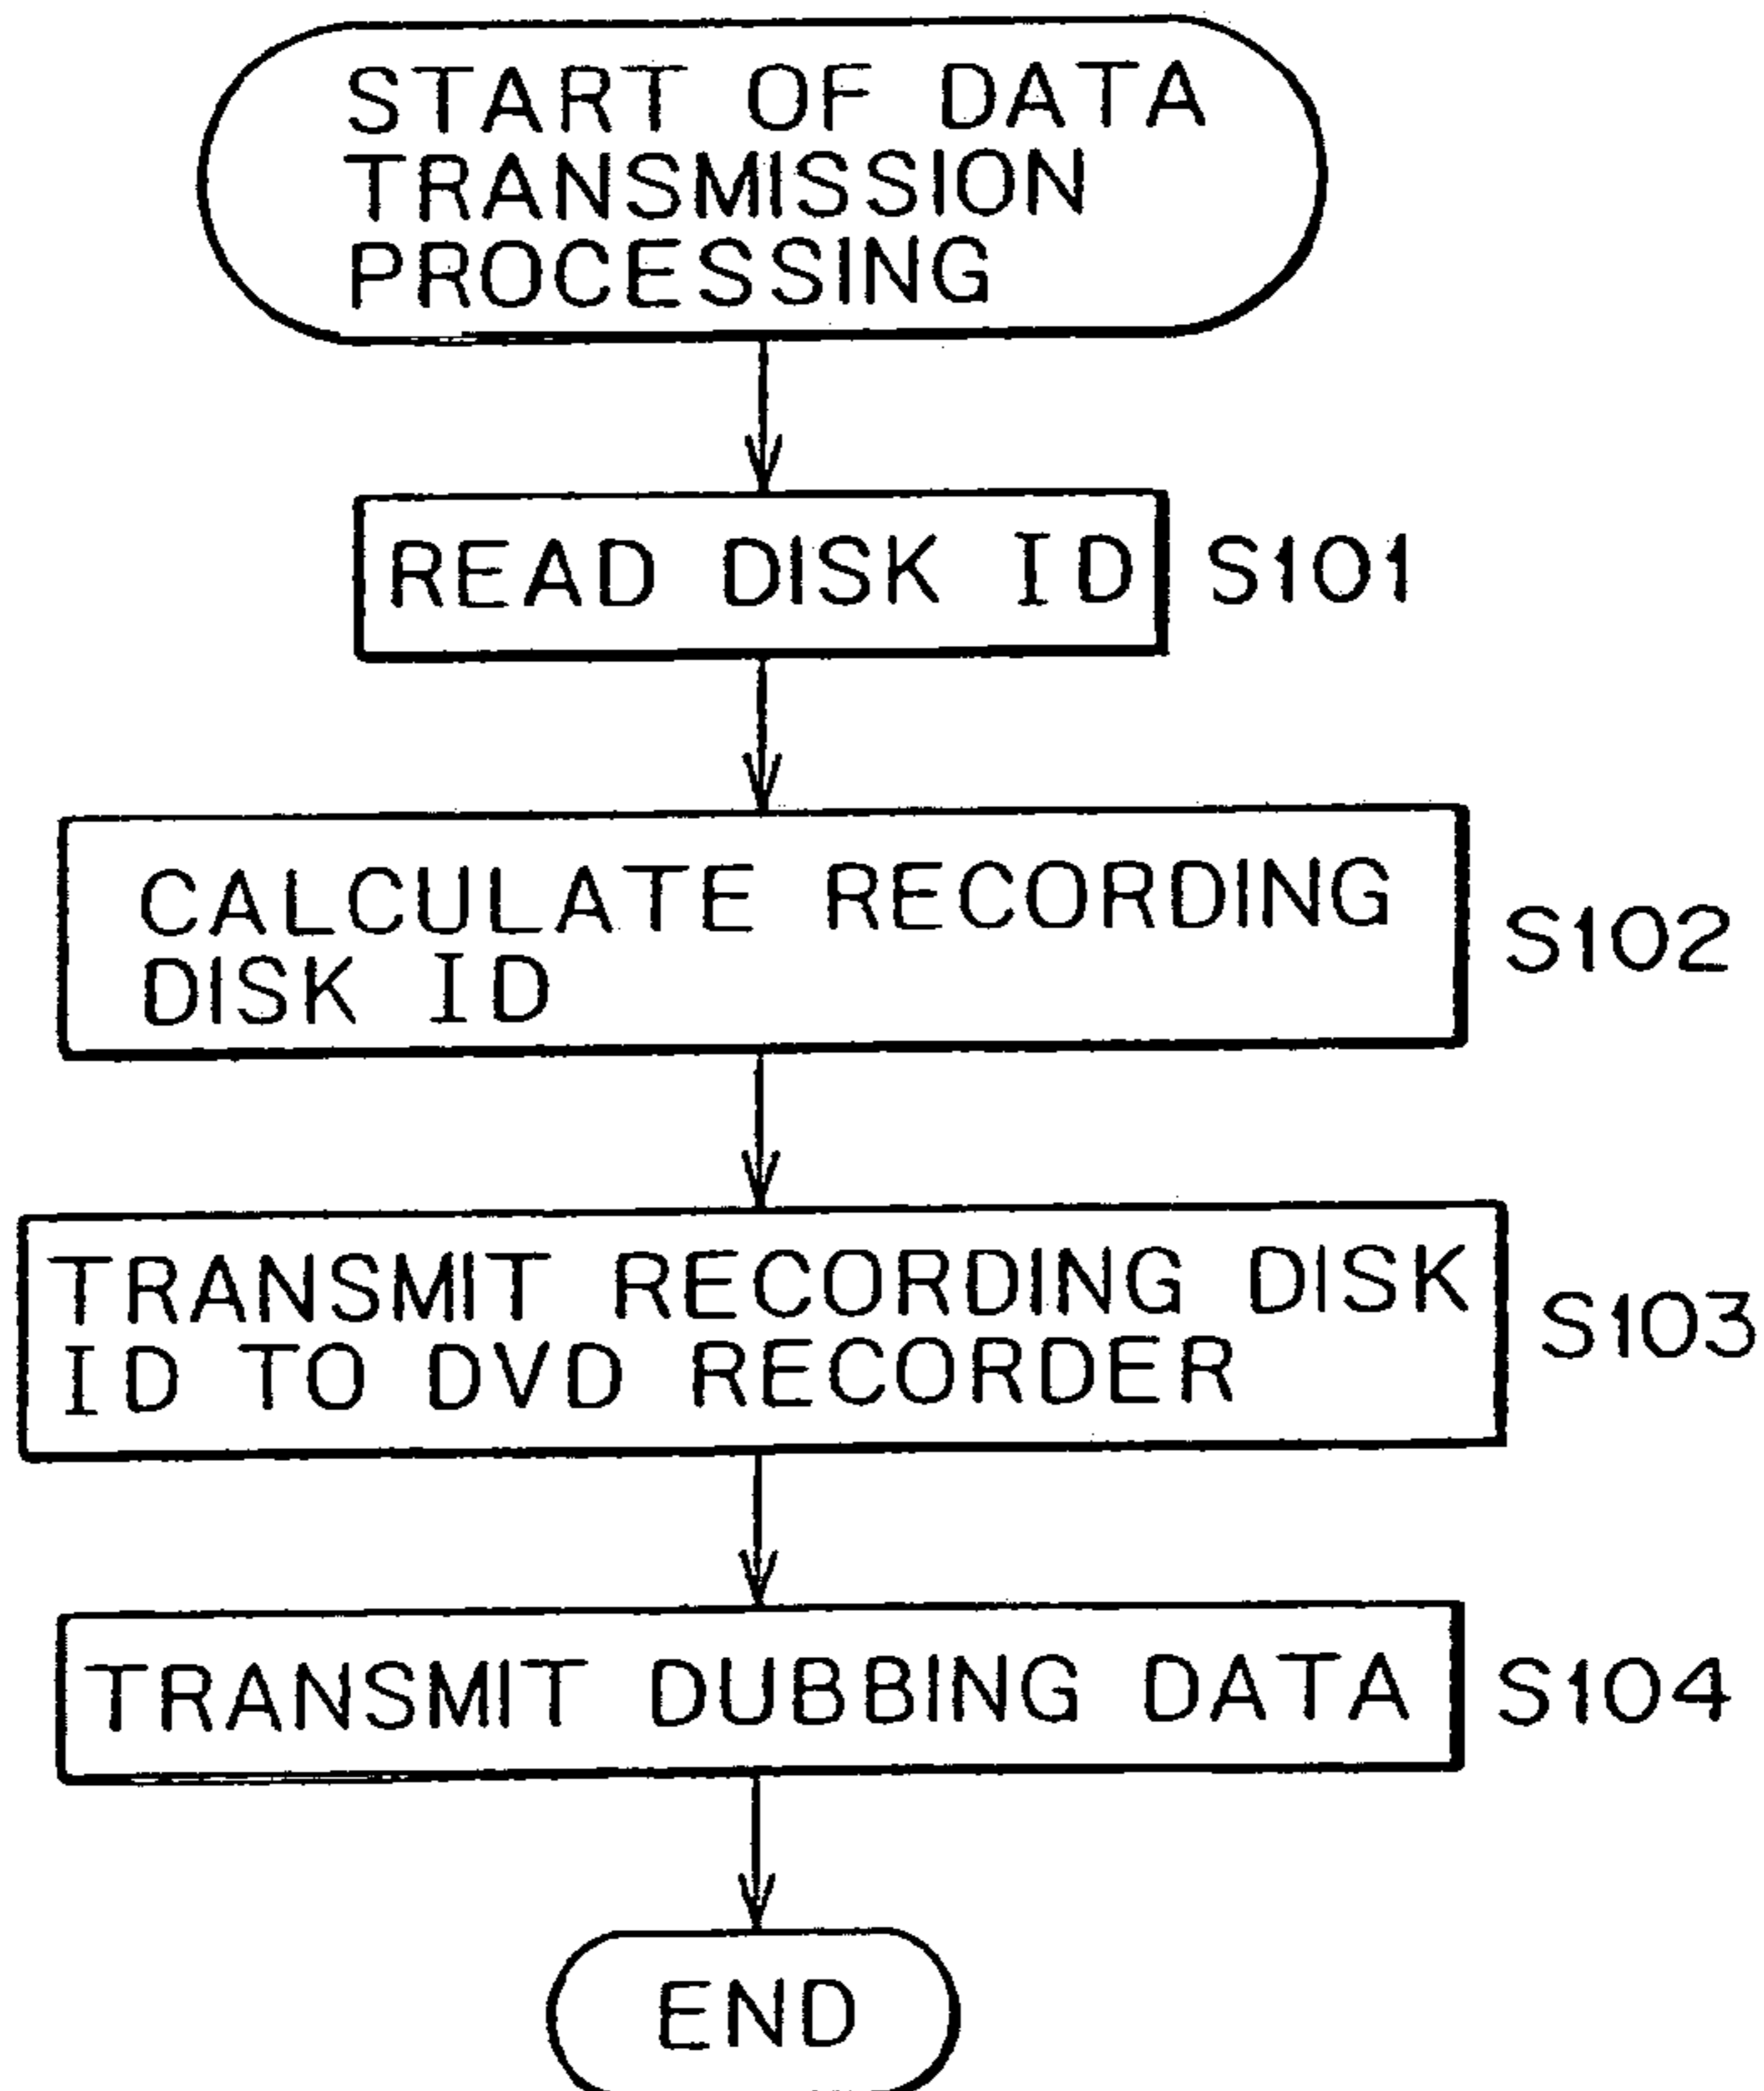 START OF DATA
TRANSMISSION
PROCESSING
READ DISK ID S101
CALCULATE RECORDING
DISK ID
S102
TRANSMIT RECORDING DISK
ID TO DVD RECORDER
S103
TRANSMIT DUBBING DATA S104
END